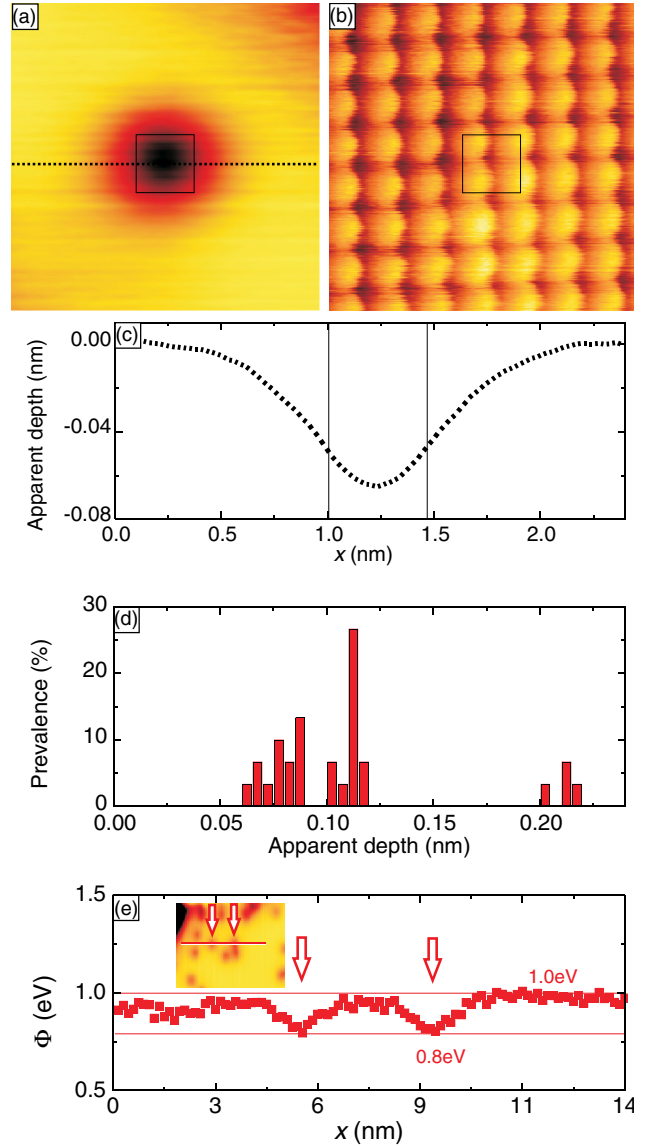 (a)
(b)
(c)
0.00
-0.04
-0.08
Apparent depth (nm)
0.0 0.5 1.0 1.5 2.0
x (nm)
(d)
30
20
10
0
Prevalence (%)
0.00 0.05 0.10 0.15 0.20
Apparent depth (nm)
(e)
1.5
1.0
0.5
Φ (eV)
1.0eV
0.8eV
0 3 6 9 11 14
x (nm)